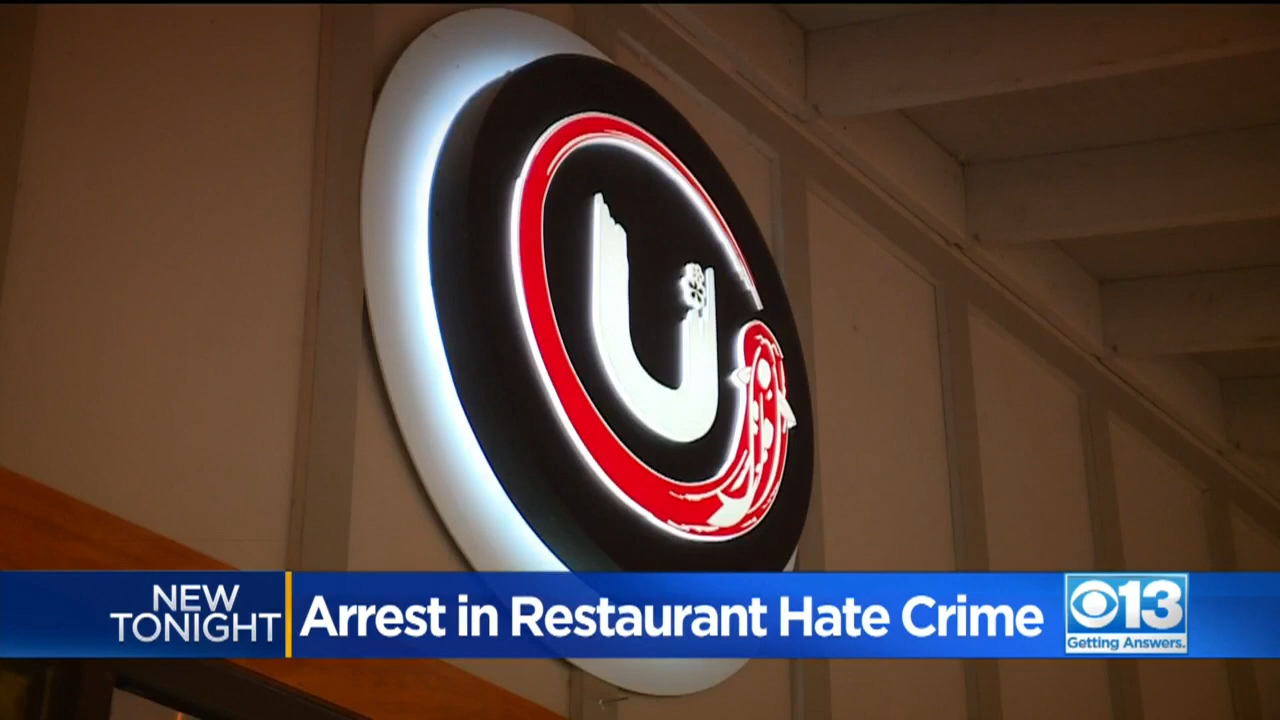 U
NEW
TONIGHT
Arrest in Restaurant Hate Crime
CBS 13
Getting Answers.